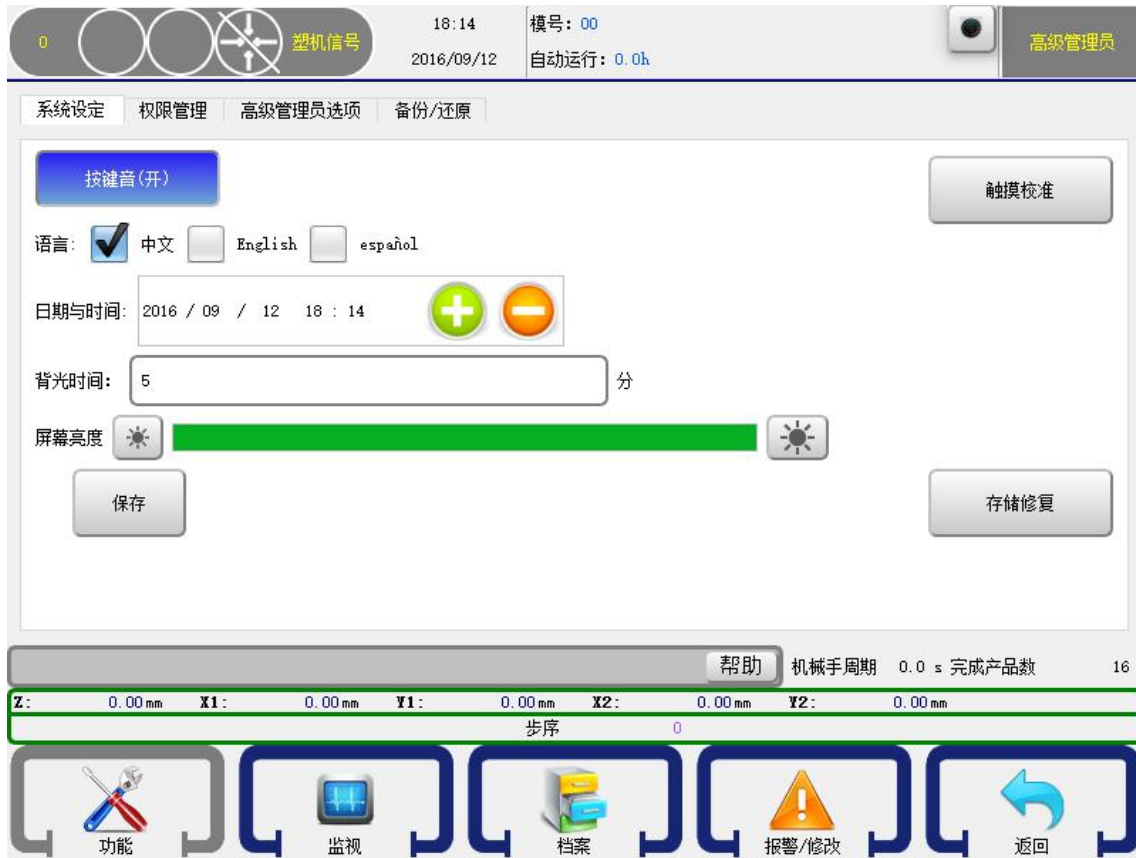 0 塑机信号 18:14 模号: 00 高级管理员
2016/09/12 自动运行: 0.0h
系统设定 权限管理 高级管理员选项 备份/还原
按键音(开) 触摸校准
语言: 中文 English español
日期与时间: 2016 / 09 / 12 18 : 14
背光时间: 5 分
屏幕亮度
保存 存储修复
帮助 机械手周期 0.0 s 完成产品数 16
Z: 0.00mm X1: 0.00mm Y1: 0.00mm X2: 0.00mm Y2: 0.00mm
步序 0
功能 监视 档案 报警/修改 返回